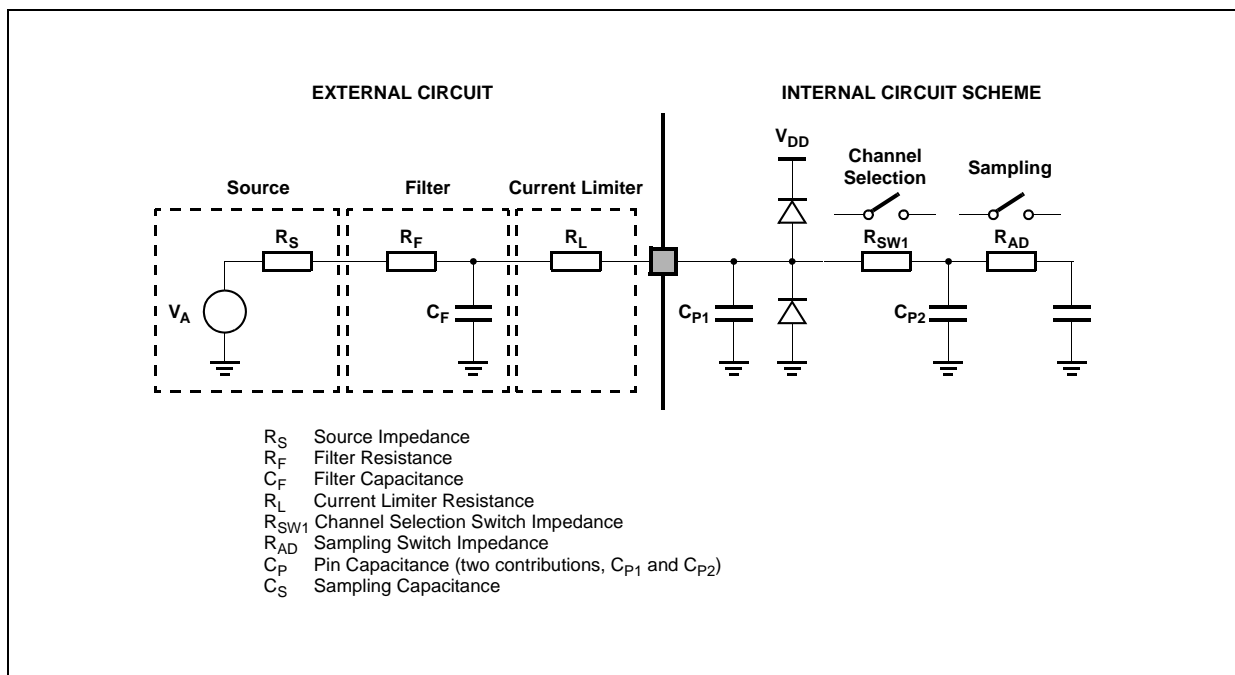 EXTERNAL CIRCUIT
INTERNAL CIRCUIT SCHEME
VDD
Channel
Selection
Sampling
Source
Filter
Current Limiter
RS
RF
RL
RSW1
RAD
VA
CF
CP1
CP2
RS Source Impedance
RF Filter Resistance
CF Filter Capacitance
RL Current Limiter Resistance
RSW1 Channel Selection Switch Impedance
RAD Sampling Switch Impedance
CP Pin Capacitance (two contributions, CP1 and CP2)
CS Sampling Capacitance